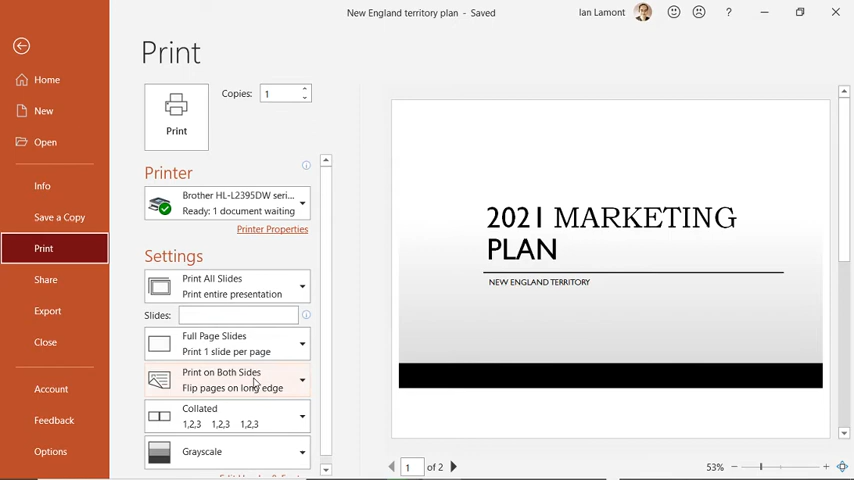 New England territory plan - Saved
Ian Lamont
?
Print
Home
New
Open
Info
Save a Copy
Print
Share
Export
Close
Account
Feedback
Options
Print
Copies: 1
Printer
Brother HL-L2395DW seri...
Ready: 1 document waiting
Printer Properties
Settings
Print All Slides
Print entire presentation
Slides:
Full Page Slides
Print 1 slide per page
Print on Both Sides
Flip pages on long edge
Collated
1,2,3 1,2,3 1,2,3
Grayscale
2021 MARKETING
PLAN
NEW ENGLAND TERRITORY
1 of 2
53%